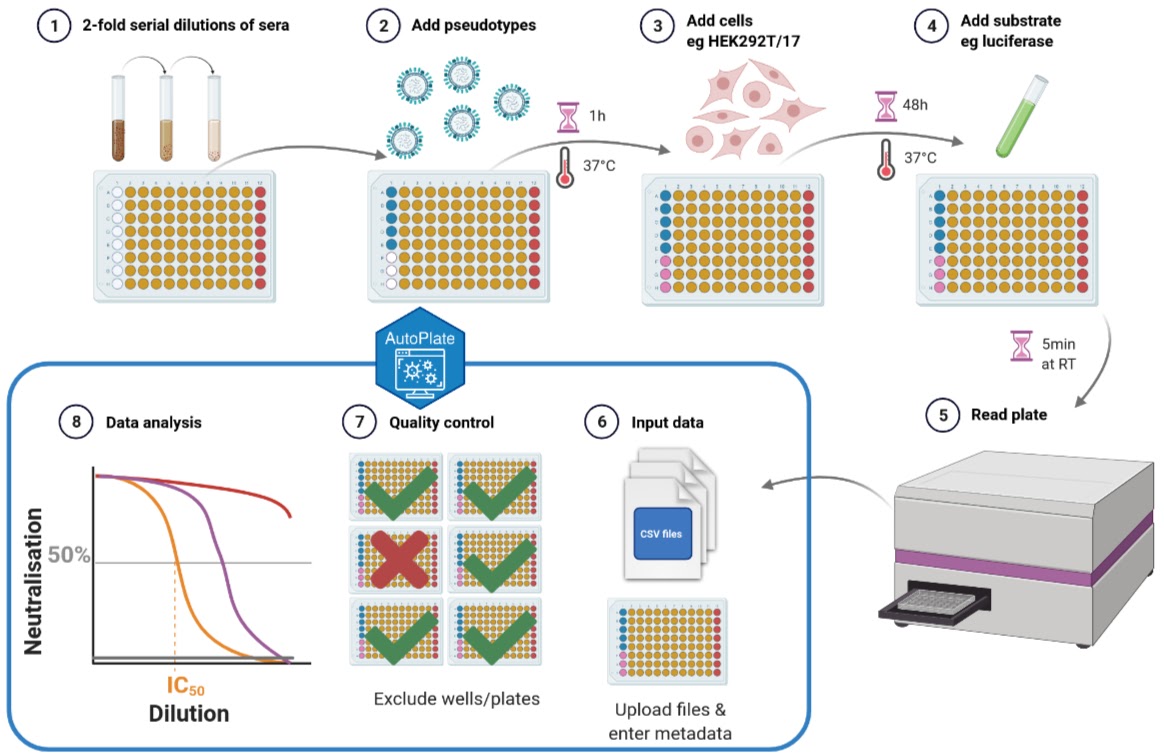 1 2-fold serial dilutions of sera
2 Add pseudotypes
3 Add cells
eg HEK292T/17
4 Add substrate
eg luciferase
1h
37°C
48h
37°C
5min
at RT
AutoPlate
5 Read plate
6 Input data
CSV files
Upload files &
enter metadata
7 Quality control
Exclude wells/plates
8 Data analysis
Neutralisation
50%
IC50
Dilution